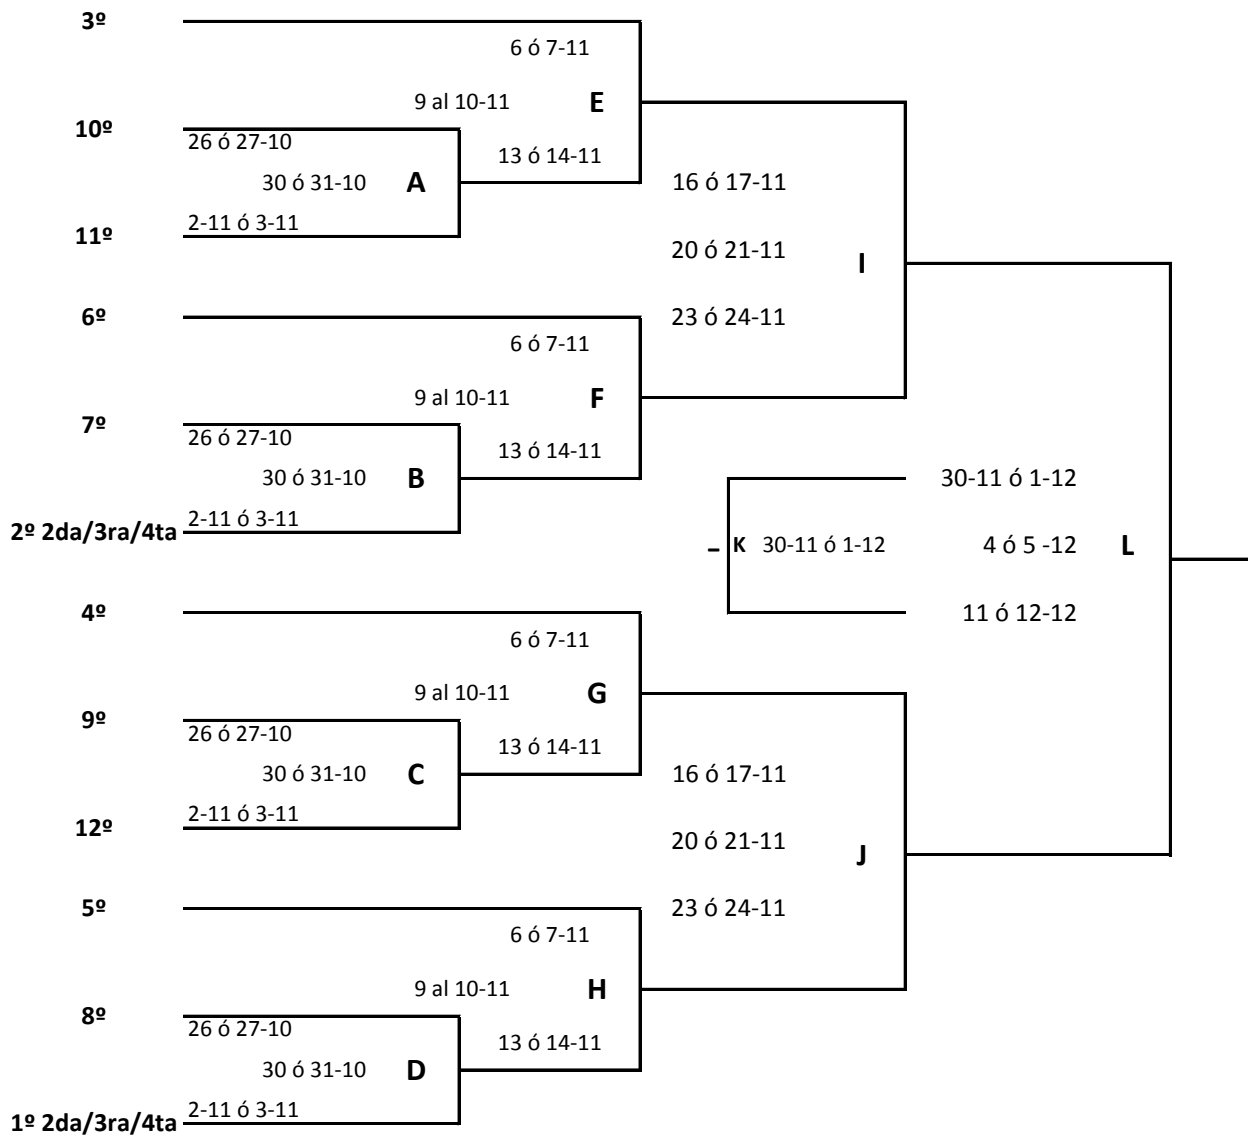 3º
6 ó 7-11
9 al 10-11
E
10º
26 ó 27-10
13 ó 14-11
30 ó 31-10
A
16 ó 17-11
2-11 ó 3-11
11º
20 ó 21-11
I
6º
23 ó 24-11
6 ó 7-11
9 al 10-11
F
7º
26 ó 27-10
13 ó 14-11
30 ó 31-10
B
30-11 ó 1-12
2-11 ó 3-11
2º 2da/3ra/4ta
- K 30-11 ó 1-12
4 ó 5 -12
L
4º
11 ó 12-12
6 ó 7-11
9 al 10-11
G
9º
26 ó 27-10
13 ó 14-11
30 ó 31-10
C
16 ó 17-11
2-11 ó 3-11
12º
20 ó 21-11
J
5º
23 ó 24-11
6 ó 7-11
9 al 10-11
H
8º
26 ó 27-10
13 ó 14-11
30 ó 31-10
D
2-11 ó 3-11
1º 2da/3ra/4ta